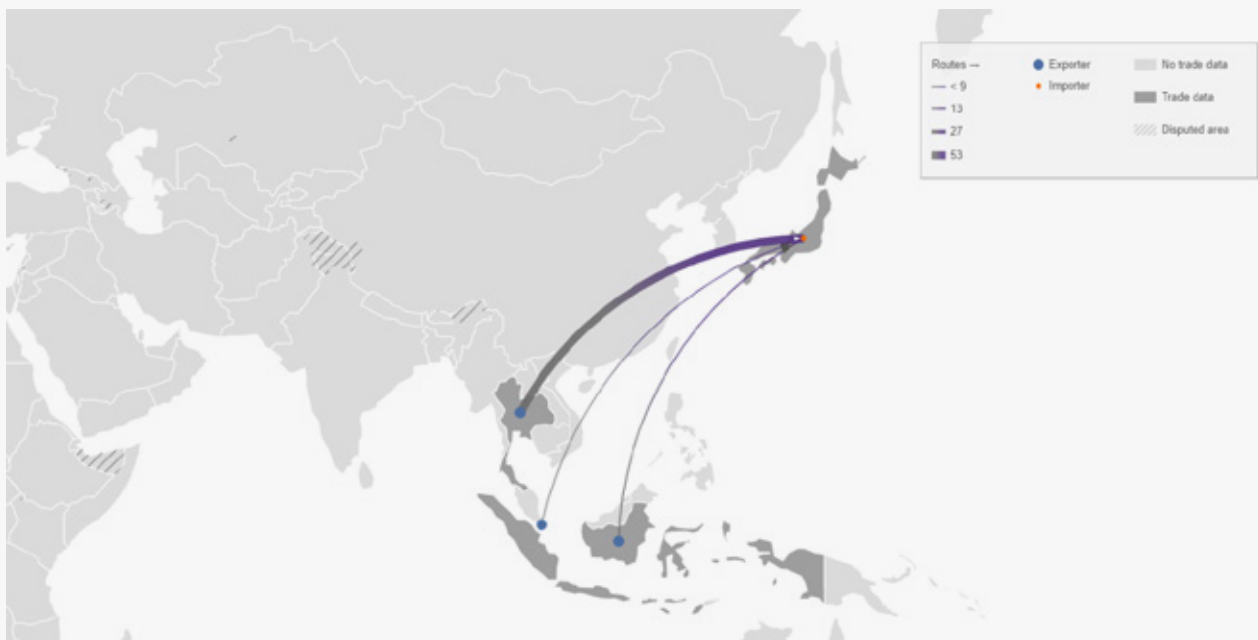 Routes —
< 9
13
27
53
Exporter
Importer
No trade data
Trade data
Disputed area